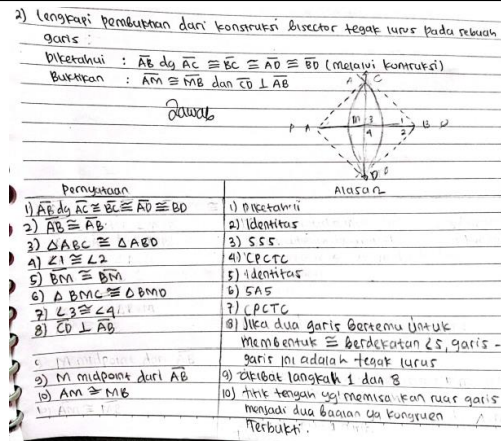 2) Lengkapi pembuktian dari konstruksi bisector tegak lurus pada sebuah
garis :
Diketahui : AB dg AC ≅ BC ≅ AD ≅ BD (melalui kontruksi)
Buktikan : AM ≅ MB dan CD ⊥ AB
Jawab
A C
P A M 3 1 B D
4 2
D D
Pernyataan Alasan
1) AB dg AC ≅ BC ≅ AD ≅ BD 1) Diketahui
2) AB ≅ AB 2) Identitas
3) △ABC ≅ △ABD 3) SSS
4) ∠1 ≅ ∠2 4) CPCTC
5) BM ≅ BM 5) Identitas
6) △ BMC ≅ △ BMD 6) SAS
7) ∠3 ≅ ∠4 7) CPCTC
8) CD ⊥ AB 8) Jika dua garis bertemu untuk
membentuk ≅ berdekatan ∠s, garis -
garis ini adalah tegak lurus
9) M midpoint dari AB 9) akibat langkah 1 dan 8
10) AM ≅ MB 10) titik tengah yg memisahkan ruas garis
menjadi dua bagian yg kongruen
Terbukti.